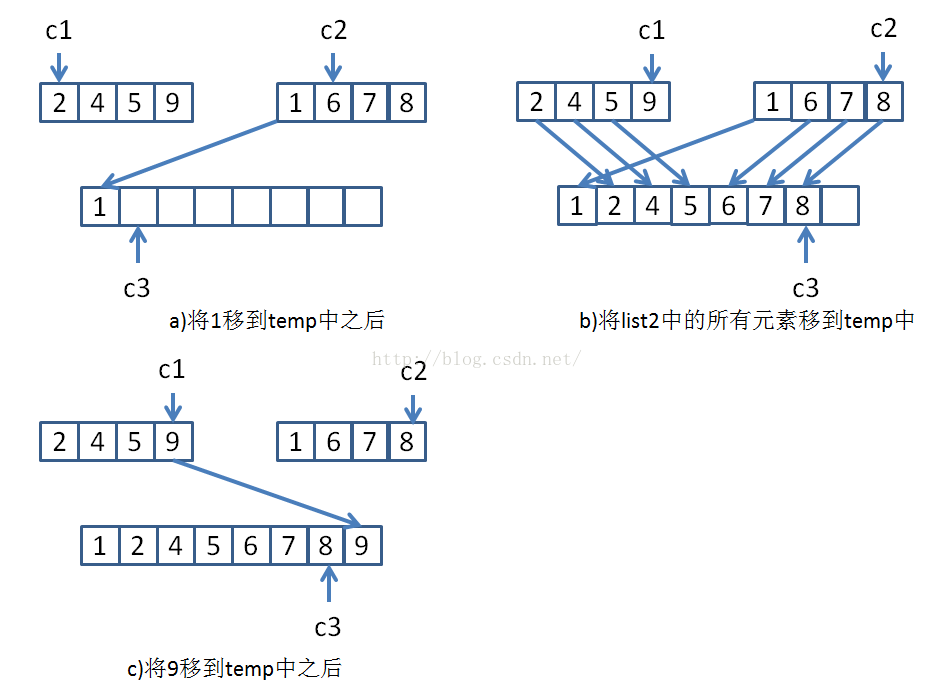 c1 c2
2 4 5 9 1 6 7 8
1
c3
a)将1移到temp中之后
c1 c2
2 4 5 9 1 6 7 8
1 2 4 5 6 7 8
c3
b)将list2中的所有元素移到temp中
http://blog.csdn.net/
c1 c2
2 4 5 9 1 6 7 8
1 2 4 5 6 7 8 9
c3
c)将9移到temp中之后